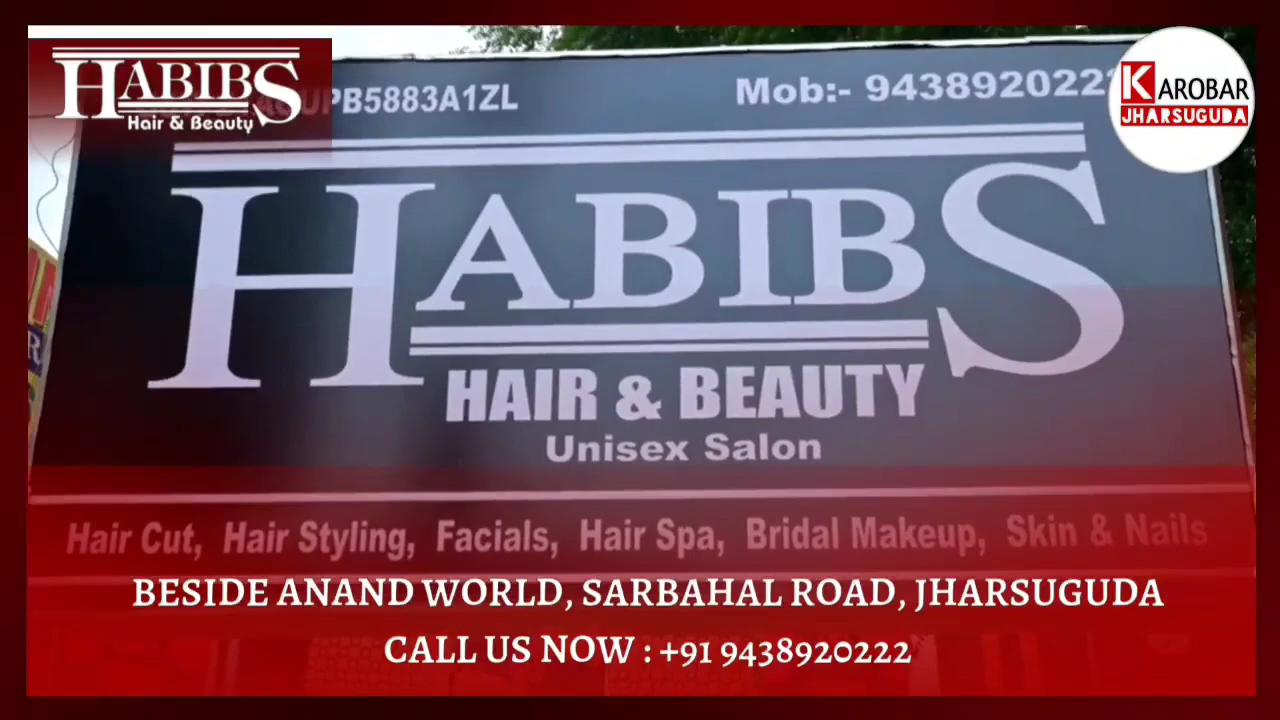 HABIBS
Hair & Beauty
PB5883A1ZL
Mob:- 943892022
KAROBAR
JHARSUGUDA
HABIBS
HAIR & BEAUTY
Unisex Salon
Hair Cut, Hair Styling, Facials, Hair Spa, Bridal Makeup, Skin & Nails
BESIDE ANAND WORLD, SARBAHAL ROAD, JHARSUGUDA
CALL US NOW : +91 9438920222